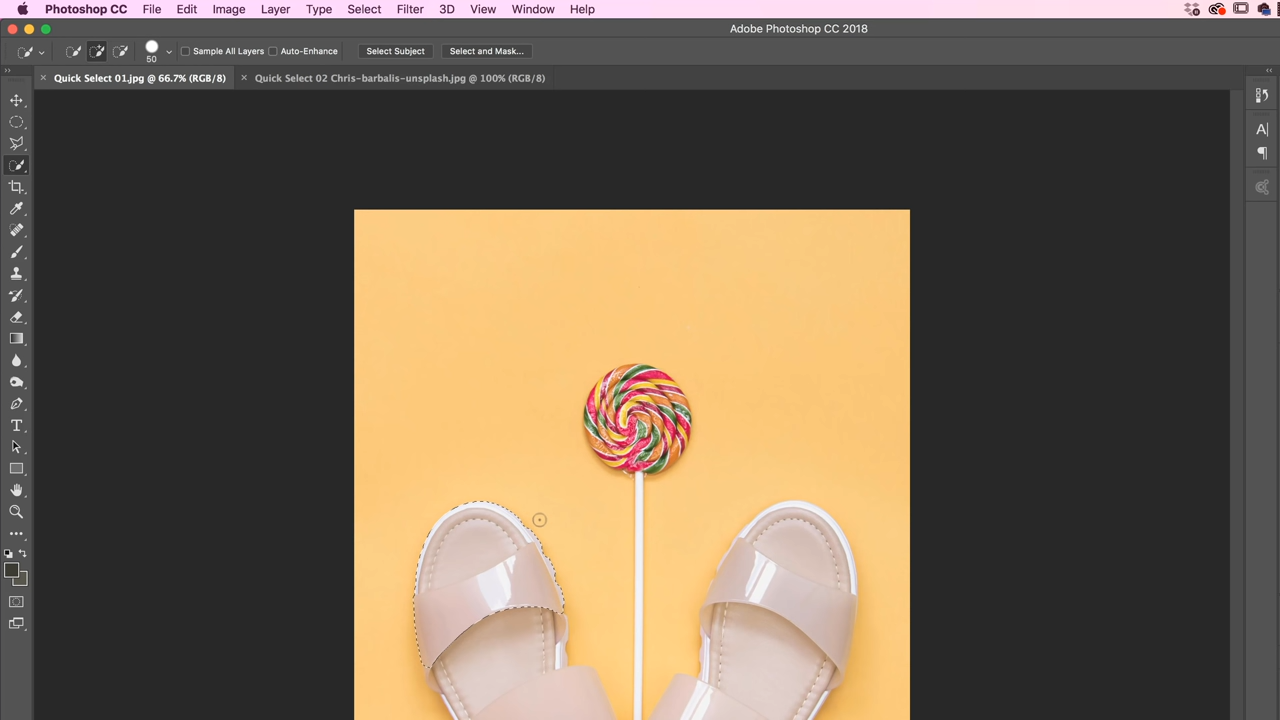 Photoshop CC File Edit Image Layer Type Select Filter 3D View Window Help
Adobe Photoshop CC 2018
50 Sample All Layers Auto-Enhance Select Subject Select and Mask...
Quick Select 01.jpg @ 66.7% (RGB/8) Quick Select 02 Chris-barbalis-unsplash.jpg @ 100% (RGB/8)